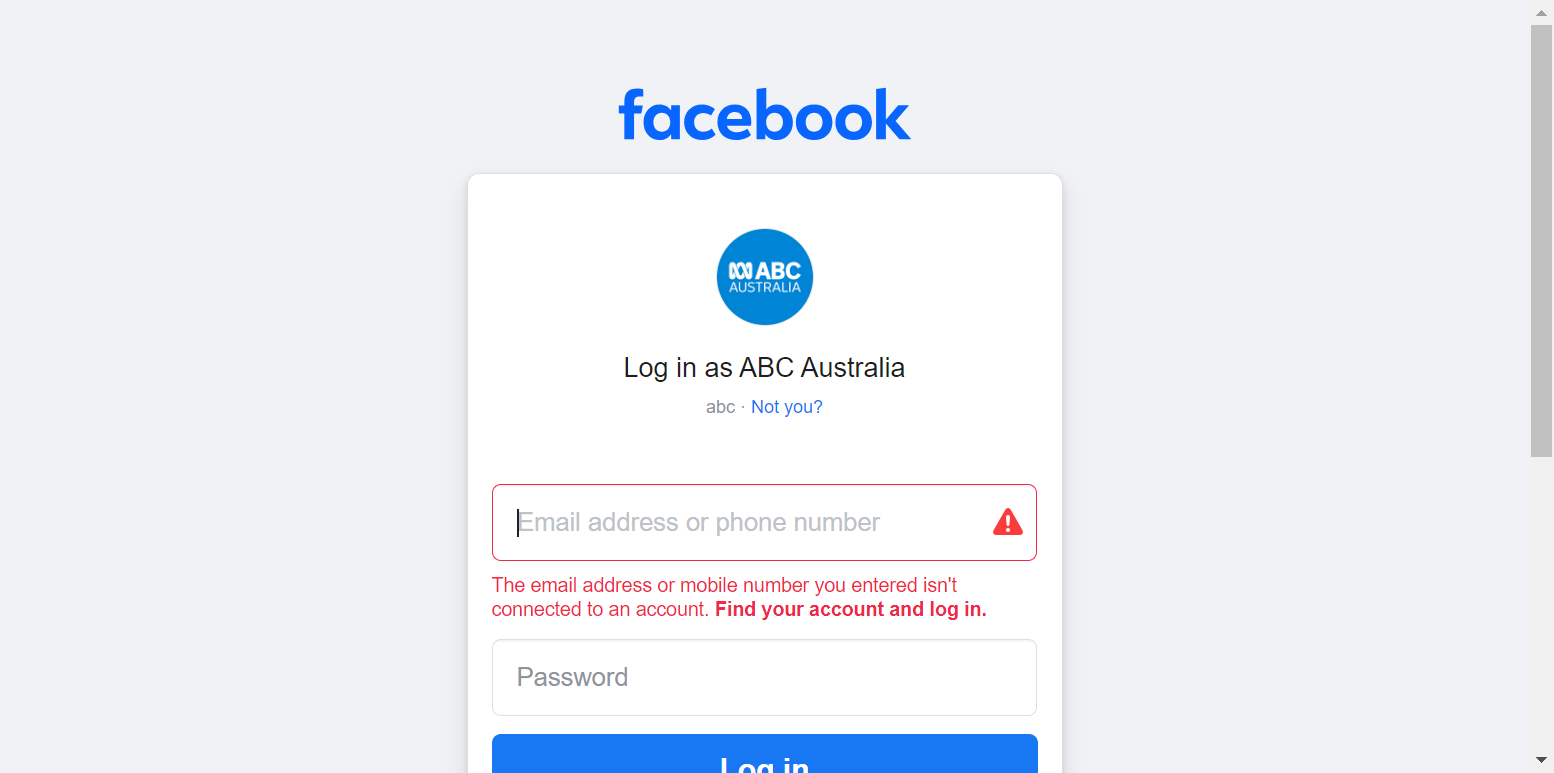 facebook
ABC
AUSTRALIA
Log in as ABC Australia
abc · Not you?
Email address or phone number
The email address or mobile number you entered isn't
connected to an account. Find your account and log in.
Password
Log in